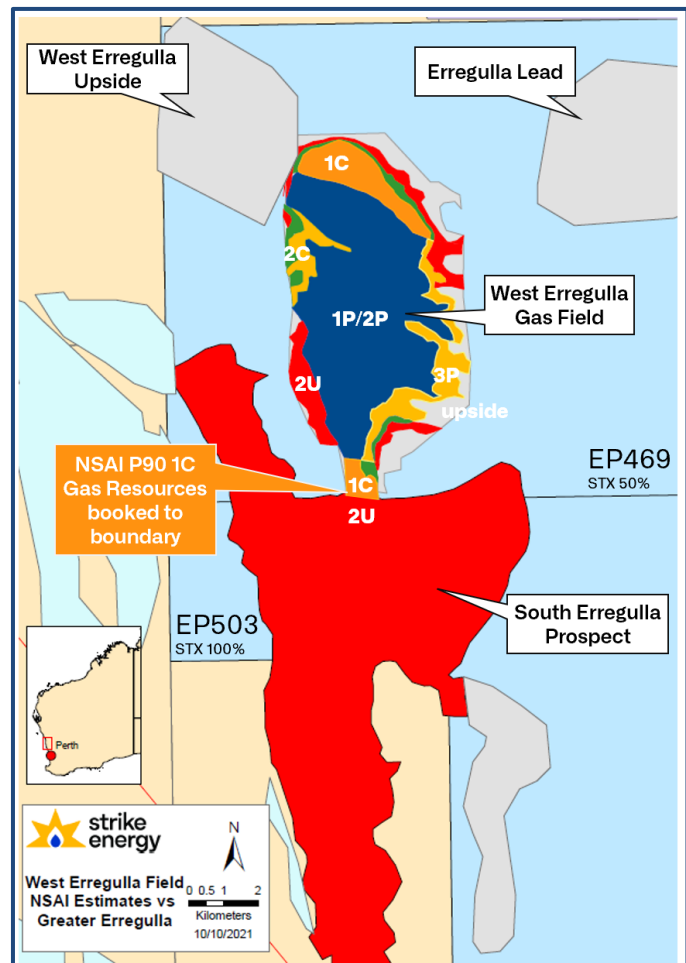 West Erregulla
Upside
Erregulla Lead
1C
2C
West Erregulla
Gas Field
1P/2P
2U
3P
upside
NSAI P90 1C
Gas Resources
booked to
boundary
EP469
STX 50%
1C
2U
South Erregulla
Prospect
EP503
STX 100%
Perth
strike
energy
N
West Erregulla Field
NSAI Estimates vs
Greater Erregulla
0 0.5 1 2
Kilometers
10/10/2021